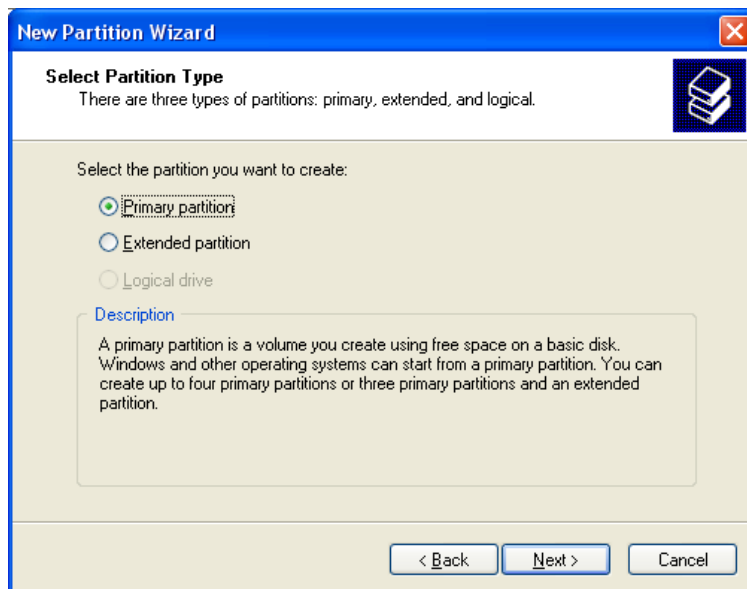 New Partition Wizard
Select Partition Type
There are three types of partitions: primary, extended, and logical.
Select the partition you want to create:
Primary partition
Extended partition
Logical drive
Description
A primary partition is a volume you create using free space on a basic disk.
Windows and other operating systems can start from a primary partition. You can
create up to four primary partitions or three primary partitions and an extended
partition.
< Back
Next >
Cancel